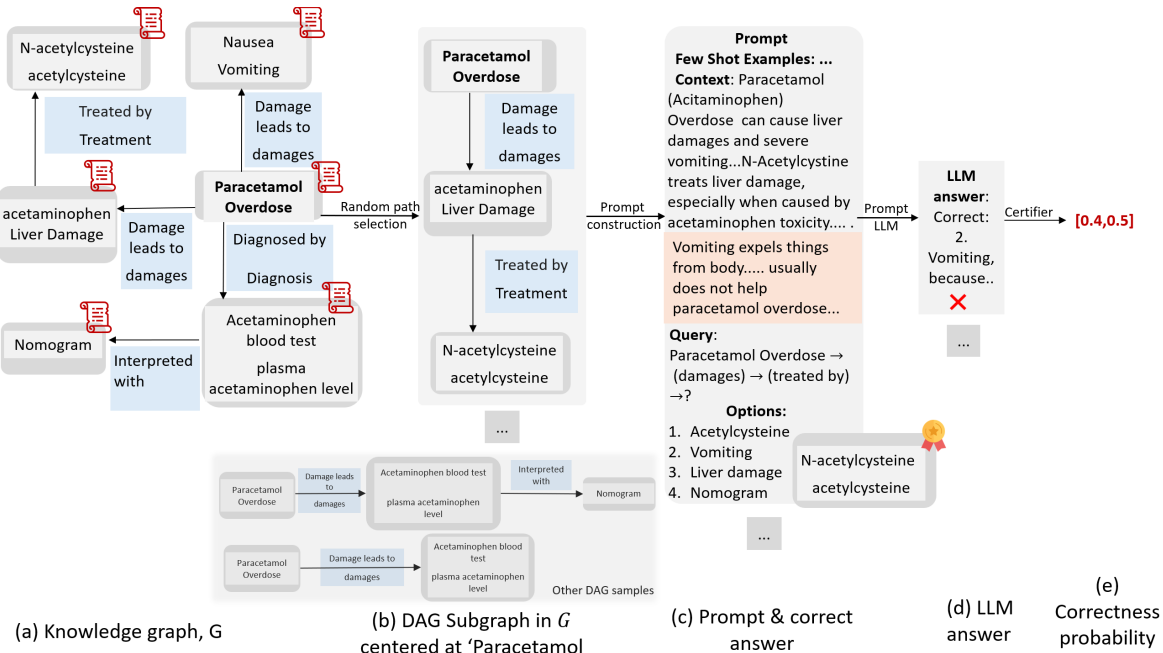 N-acetylcysteine
acetylcysteine
Nausea
Vomiting
Treated by
Treatment
Damage
leads to
damages
acetaminophen
Liver Damage
Paracetamol
Overdose
Damage
leads to
damages
Diagnosed by
Diagnosis
Nomogram
Interpreted
with
Acetaminophen
blood test
plasma
acetaminophen level
(a) Knowledge graph, G
Random path
selection
Paracetamol
Overdose
Damage
leads to
damages
acetaminophen
Liver Damage
Treated by
Treatment
N-acetylcysteine
acetylcysteine
...
Paracetamol
Overdose
Damage leads
to
damages
Acetaminophen blood test
plasma acetaminophen
level
Interpreted
with
Nomogram
Paracetamol
Overdose
Damage leads to
damages
Acetaminophen blood
test
plasma acetaminophen
level
Other DAG samples
(b) DAG Subgraph in G
centered at ‘Paracetamol
Prompt
construction
Prompt
Few Shot Examples: ...
Context: Paracetamol
(Acitaminophen)
Overdose can cause liver
damages and severe
vomiting...N-Acetylcystine
treats liver damage,
especially when caused by
acetaminophen toxicity.... .
Vomiting expels things
from body..... usually
does not help
paracetamol overdose...
Query:
Paracetamol Overdose →
(damages) → (treated by)
→?
Options:
1. Acetylcysteine
2. Vomiting
3. Liver damage
4. Nomogram
N-acetylcysteine
acetylcysteine
...
(c) Prompt & correct
answer
Prompt
LLM
LLM
answer:
Correct:
2.
Vomiting,
because..
...
(d) LLM
answer
Certifier
[0.4,0.5]
(e)
Correctness
probability